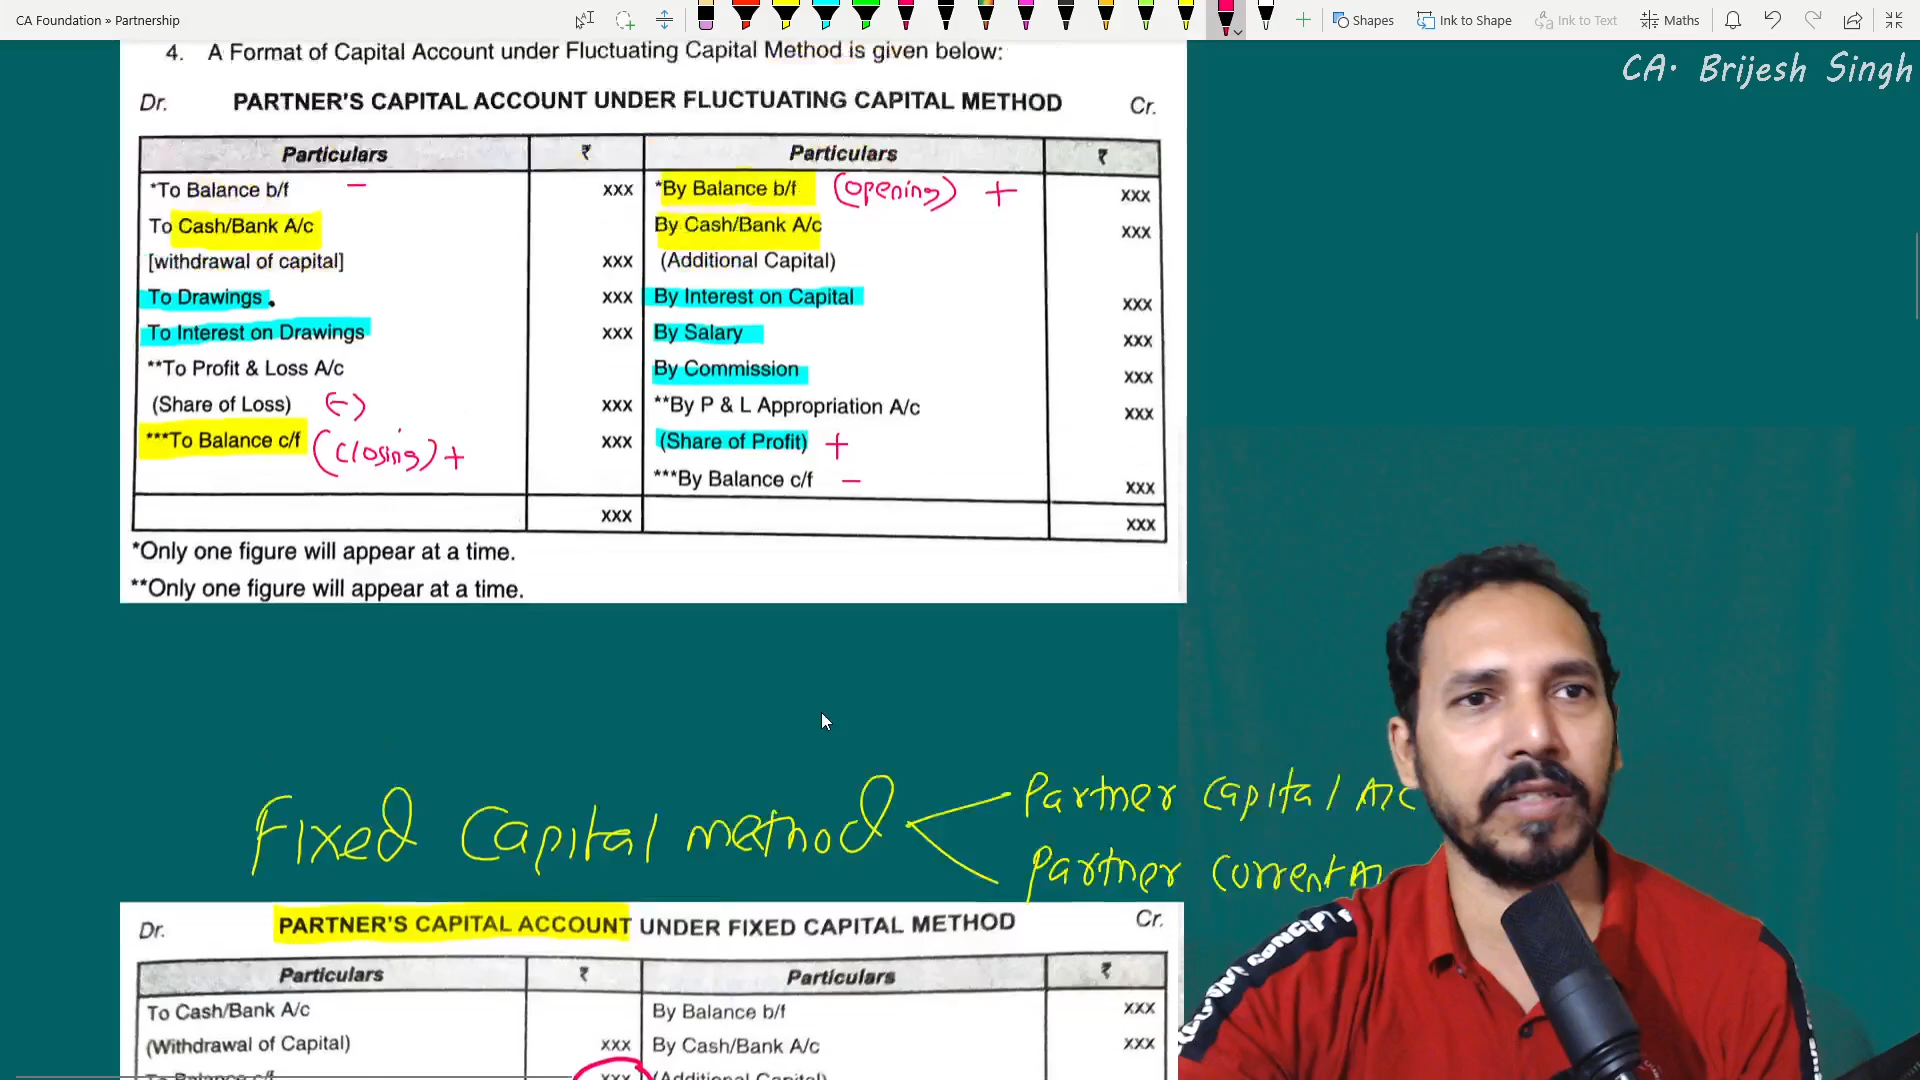 CA Foundation » Partnership
Shapes Ink to Shape Ink to Text Maths
CA. Brijesh Singh
4. A Format of Capital Account under Fluctuating Capital Method is given below:
Dr. PARTNER'S CAPITAL ACCOUNT UNDER FLUCTUATING CAPITAL METHOD Cr.
Particulars ₹ Particulars ₹
*To Balance b/f − xxx *By Balance b/f (opening) + xxx
To Cash/Bank A/c By Cash/Bank A/c xxx
[withdrawal of capital] xxx (Additional Capital)
To Drawings xxx By Interest on Capital xxx
To Interest on Drawings xxx By Salary xxx
**To Profit & Loss A/c By Commission xxx
(Share of Loss) (-) xxx **By P & L Appropriation A/c xxx
***To Balance c/f (closing) + xxx (Share of Profit) +
***By Balance c/f − xxx
xxx xxx
*Only one figure will appear at a time.
**Only one figure will appear at a time.
Fixed Capital method
Partner Capital A/c
Partner Current A
Dr. PARTNER'S CAPITAL ACCOUNT UNDER FIXED CAPITAL METHOD Cr.
Particulars ₹ Particulars ₹
To Cash/Bank A/c By Balance b/f xxx
(Withdrawal of Capital) xxx By Cash/Bank A/c xxx
To Balance c/f xxx (Additional Capital)